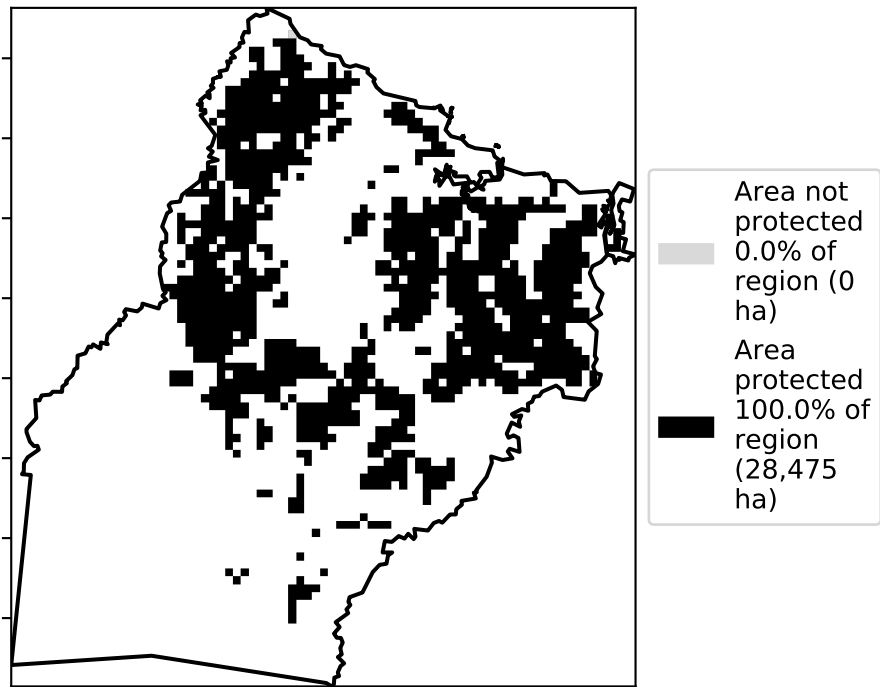 Area not
protected
0.0% of
region (0
ha)
Area
protected
100.0% of
region
(28,475
ha)